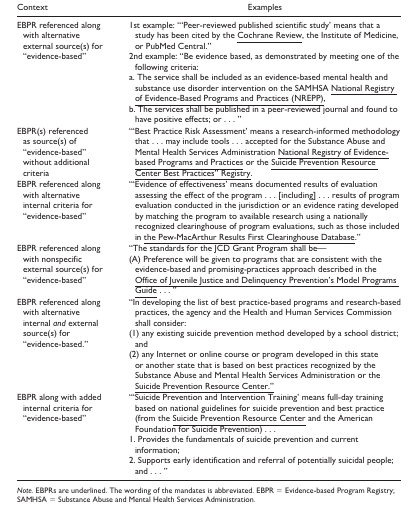 Context Examples
EBPR referenced along
with alternative
external source(s) for
“evidence-based”
1st example: “‘Peer-reviewed published scientific study’ means that a
study has been cited by the Cochrane Review, the Institute of Medicine,
or PubMed Central.”
2nd example: “Be evidence based, as demonstrated by meeting one of the
following criteria:
a. The service shall be included as an evidence-based mental health and
substance use disorder intervention on the SAMHSA National Registry
of Evidence-Based Programs and Practices (NREPP),
b. The services shall be published in a peer-reviewed journal and found to
have positive effects; or . . . ”
EBPR(s) referenced
as source(s) of
“evidence-based”
without additional
criteria
“‘Best Practice Risk Assessment’ means a research-informed methodology
that . . . may include tools . . . accepted for the Substance Abuse and
Mental Health Services Administration National Registry of Evidence-
based Programs and Practices or the Suicide Prevention Resource
Center Best Practices” Registry.
EBPR referenced along
with alternative
internal criteria for
“evidence-based”
“‘Evidence of effectiveness’ means documented results of evaluation
assessing the effect of the program . . . [including] . . . results of program
evaluation conducted in the jurisdiction or an evidence rating developed
by matching the program to available research using a nationally
recognized clearinghouse of program evaluations, such as those included
in the Pew-MacArthur Results First Clearinghouse Database.”
EBPR referenced along
with nonspecific
external source(s) for
“evidence-based”
“The standards for the JCD Grant Program shall be—
(A) Preference will be given to programs that are consistent with the
evidence-based and promising-practices approach described in the
Office of Juvenile Justice and Delinquency Prevention’s Model Programs
Guide . . . ”
EBPR referenced along
with alternative
internal and external
source(s) for
“evidence-based.”
“In developing the list of best practice-based programs and research-based
practices, the agency and the Health and Human Services Commission
shall consider:
(1) any existing suicide prevention method developed by a school district;
and
(2) any Internet or online course or program developed in this state
or another state that is based on best practices recognized by the
Substance Abuse and Mental Health Services Administration or the
Suicide Prevention Resource Center.”
EBPR along with added
internal criteria for
“evidence-based”
“‘Suicide Prevention and Intervention Training’ means full-day training
based on national guidelines for suicide prevention and best practice
(from the Suicide Prevention Resource Center and the American
Foundation for Suicide Prevention) . . .
1. Provides the fundamentals of suicide prevention and current
information;
2. Supports early identification and referral of potentially suicidal people;
and . . . ”
Note. EBPRs are underlined. The wording of the mandates is abbreviated. EBPR = Evidence-based Program Registry;
SAMHSA = Substance Abuse and Mental Health Services Administration.